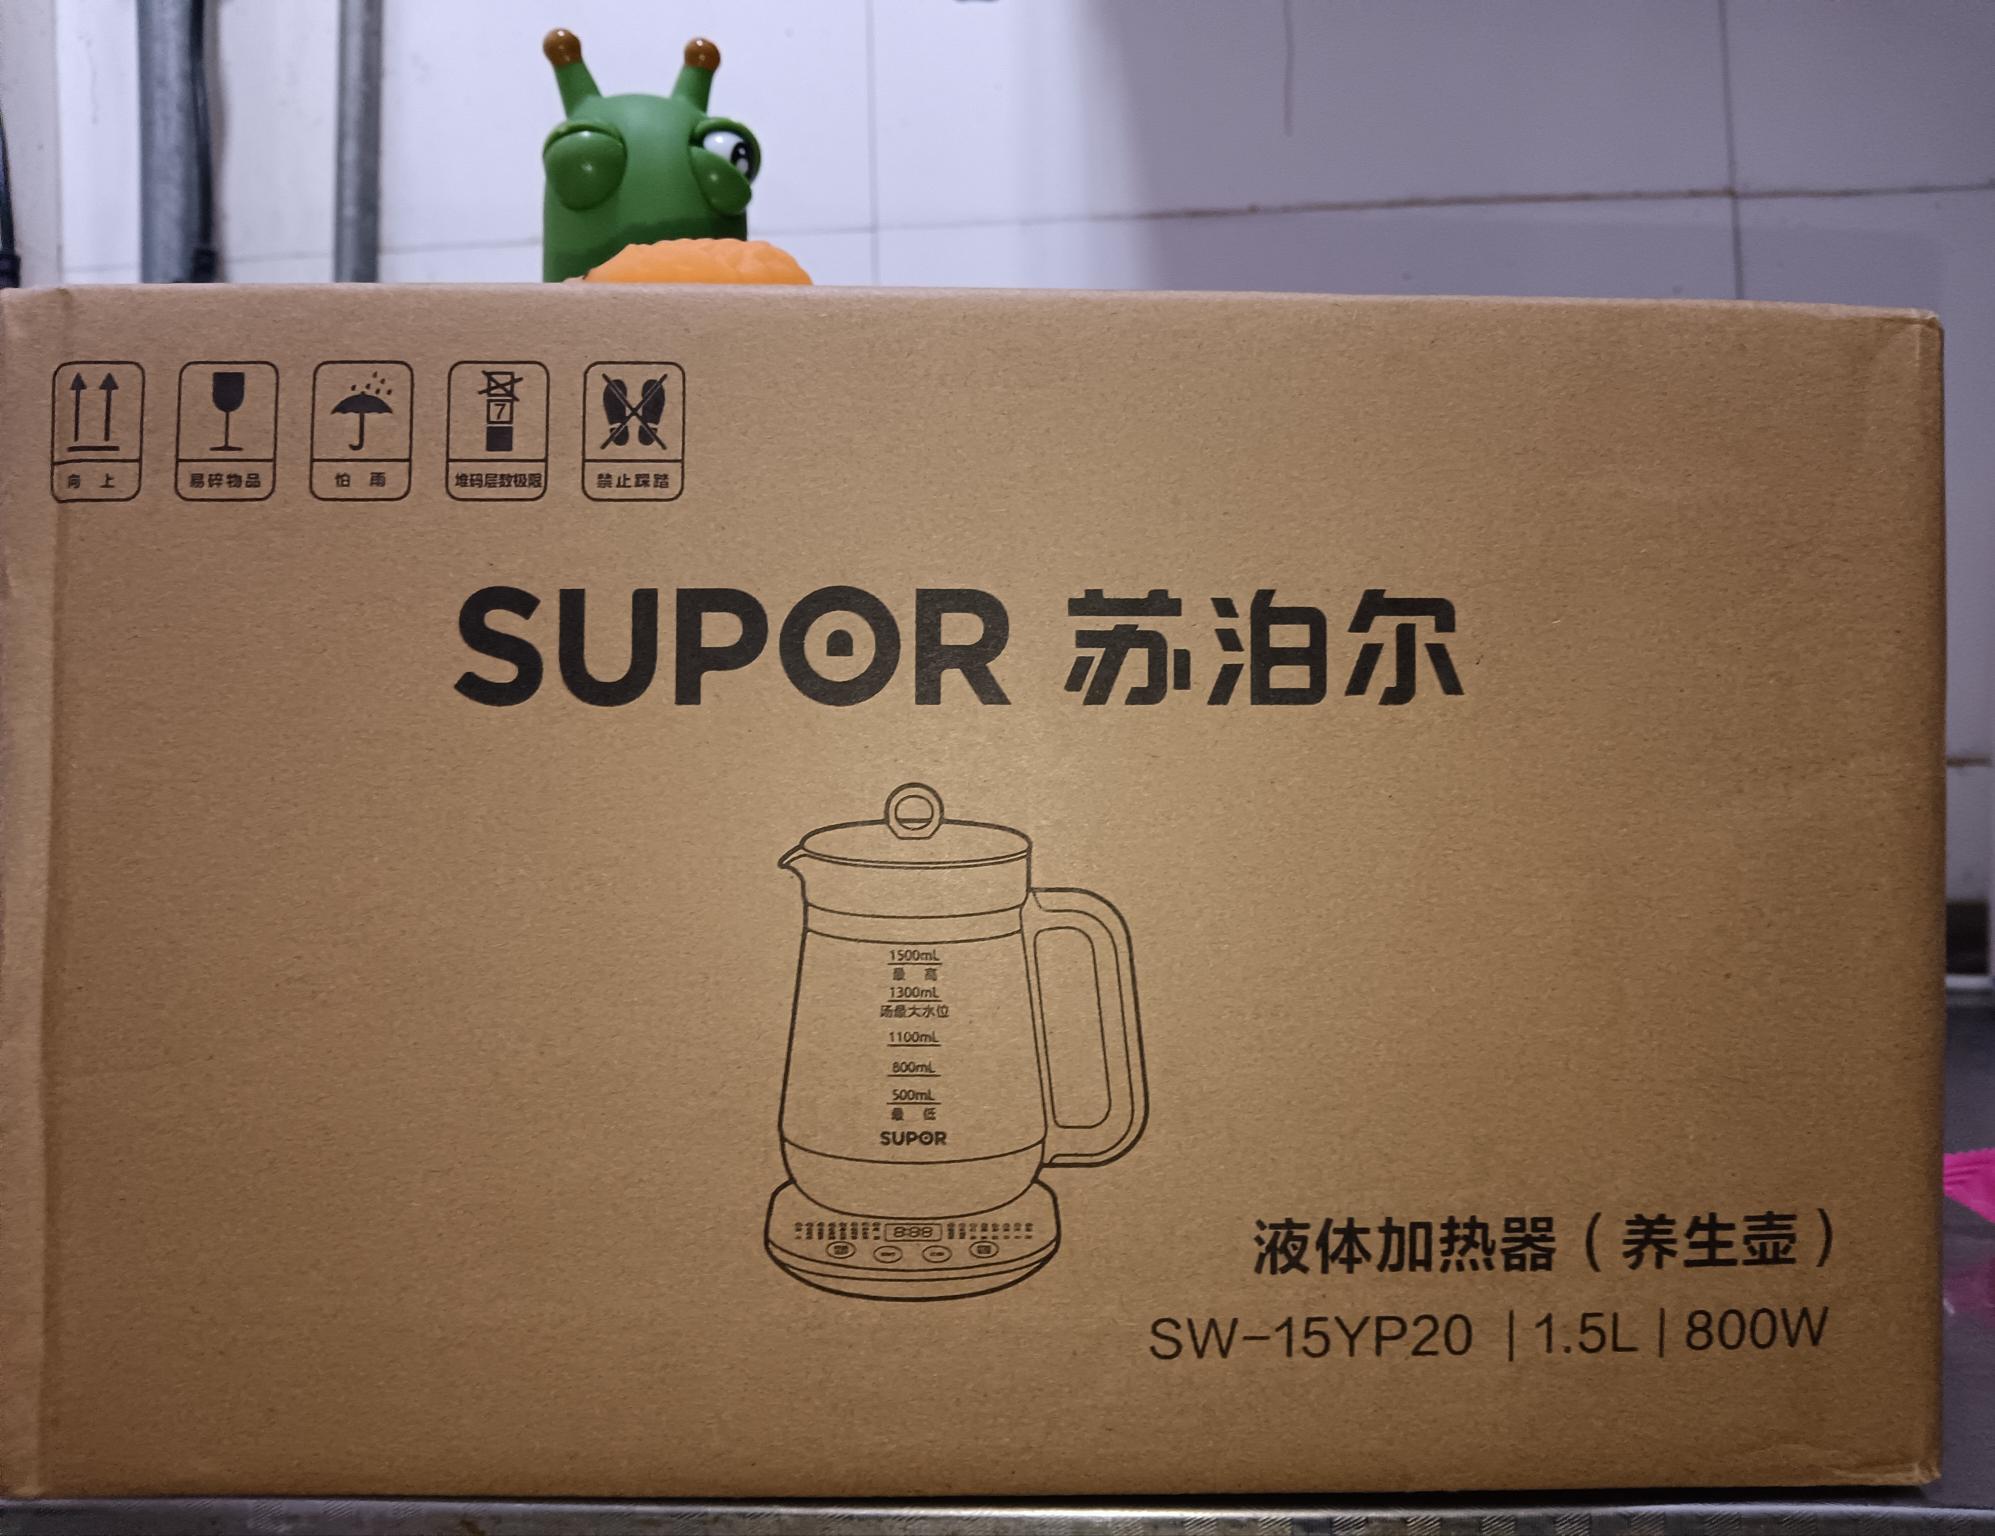 向 上
易碎物品
怕 雨
7
堆码层数极限
禁止踩踏
SUPOR 苏泊尔
1500mL
最 高
1300mL
汤最大水位
1100mL
800mL
500mL
最 低
SUPOR
8:88
液体加热器（养生壶）
SW-15YP20 | 1.5L | 800W